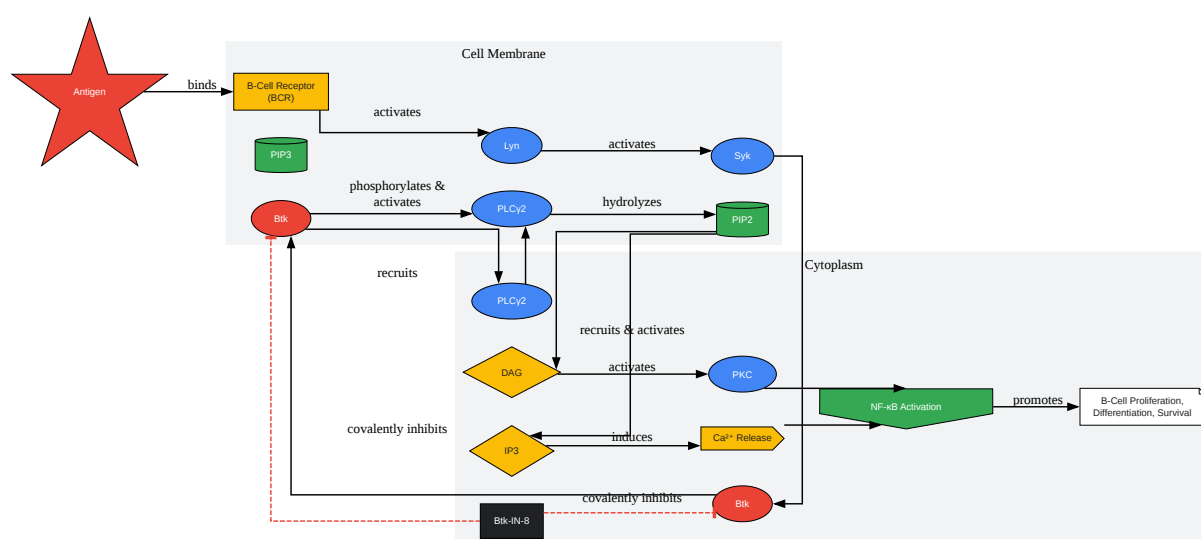 Cell Membrane
Antigen
binds
B-Cell Receptor
(BCR)
activates
Lyn
activates
Syk
PIP3
phosphorylates &
activates
Btk
PLCγ2
hydrolyzes
PIP2
Cytoplasm
recruits
PLCγ2
recruits & activates
DAG
activates
PKC
NF-κB Activation
promotes
B-Cell Proliferation,
Differentiation, Survival
covalently inhibits
IP3
induces
Ca²⁺ Release
covalently inhibits
Btk
Btk-IN-8